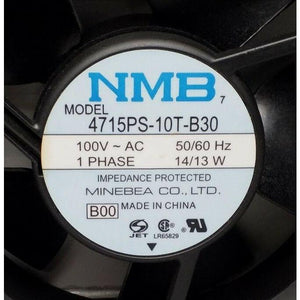 NMB 7
MODEL
4715PS-10T-B30
100V ~ AC 50/60 Hz
1 PHASE 14/13 W
IMPEDANCE PROTECTED
MINEBEA CO., LTD.
B00 MADE IN CHINA
JET LR65829